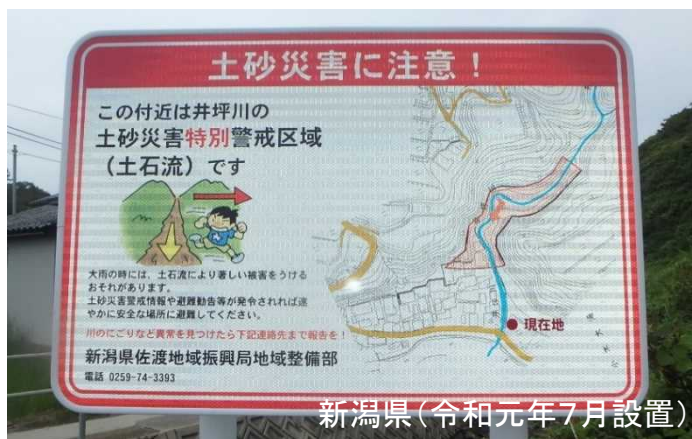 土砂災害に注意！
この付近は井坪川の
土砂災害特別警戒区域
（土石流）です
大雨の時には、土石流により著しい被害をうける
おそれがあります。
土砂災害警戒情報や避難勧告等が発令されれば速
やかに安全な場所に避難してください。
川のにごりなど異常を見つけたら下記連絡先まで報告を！
新潟県佐渡地域振興局地域整備部
電話 0259-74-3393
現在地
新潟県（令和元年7月設置）